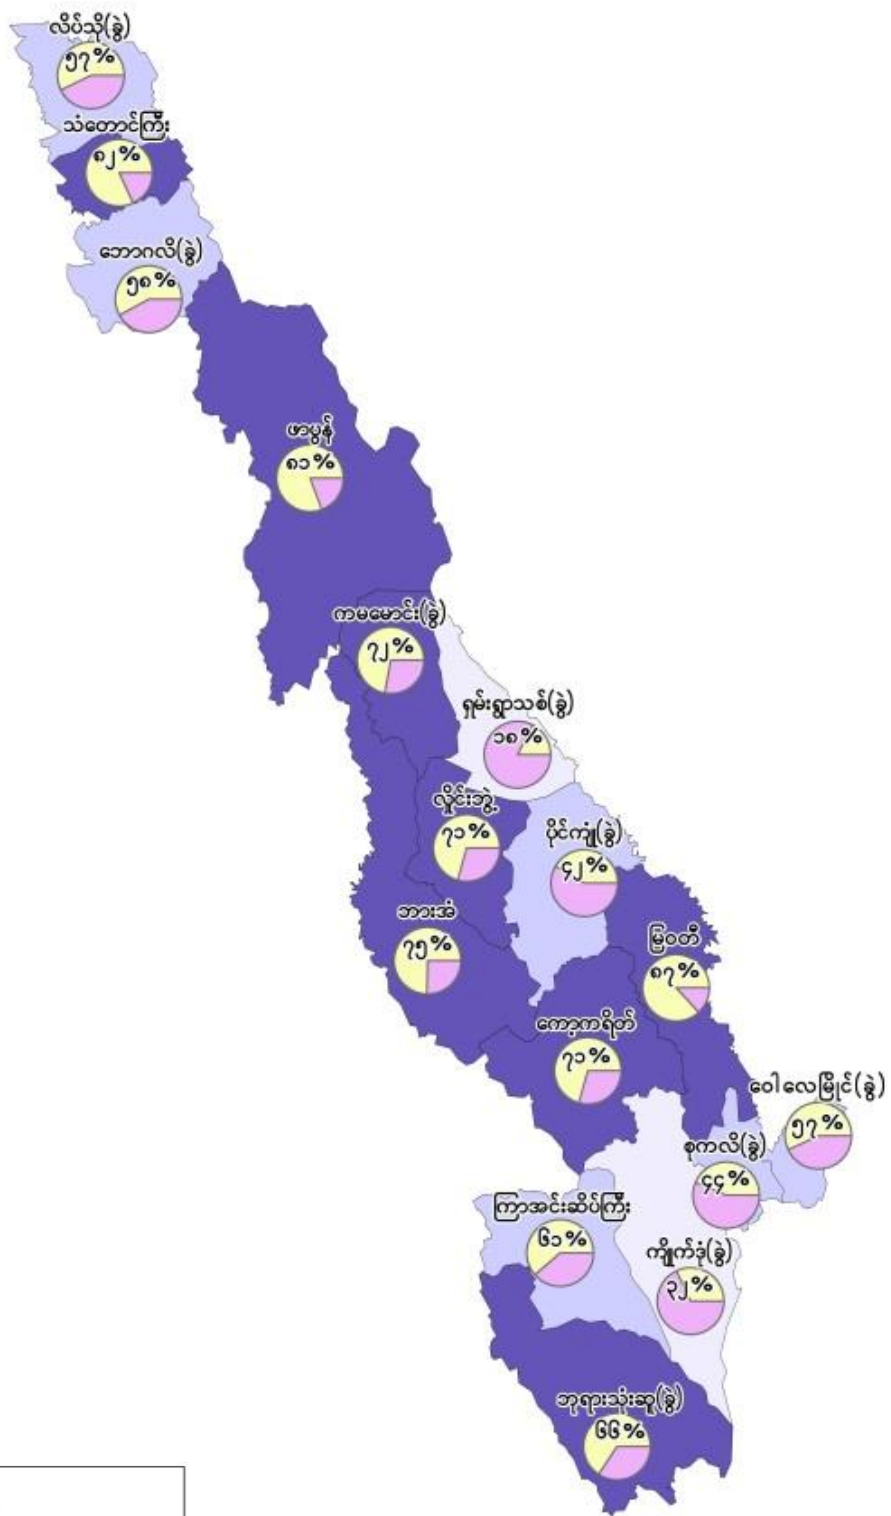 လိပ်သို(ခွဲ)
၅၇%
သံတောင်ကြီး
၈၂%
ဘောဂလိ(ခွဲ)
၅၈%
ဖာပွန်
၈၁%
ကမမောင်း(ခွဲ)
၇၂%
ရှမ်းရွာသစ်(ခွဲ)
၁၈%
လှိုင်းဘွဲ့
၇၁%
ပိုင်ကျုံ(ခွဲ)
၄၂%
ဘားအံ
၇၅%
မြဝတီ
၈၇%
ကော့ကရိတ်
၇၁%
ဝေါလေမြိုင်(ခွဲ)
၅၇%
စုကလိ(ခွဲ)
၄၄%
ကြာအင်းဆိပ်ကြီး
၆၁%
ကျိုက်ဒုံ(ခွဲ)
၃၂%
ဘုရားသုံးဆူ(ခွဲ)
၆၆%